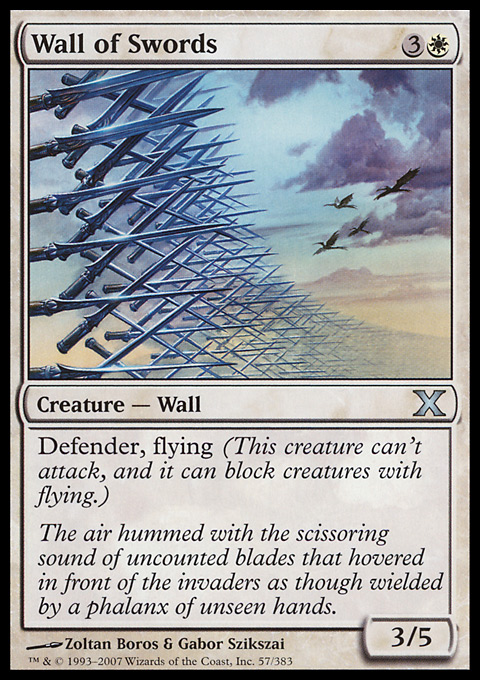 Wall of Swords 3
Creature — Wall X
Defender, flying (This creature can't
attack, and it can block creatures with
flying.)
The air hummed with the scissoring
sound of uncounted blades that hovered
in front of the invaders as though wielded
by a phalanx of unseen hands.
Zoltan Boros & Gabor Szikszai
3/5
™ & © 1993–2007 Wizards of the Coast, Inc. 57/383